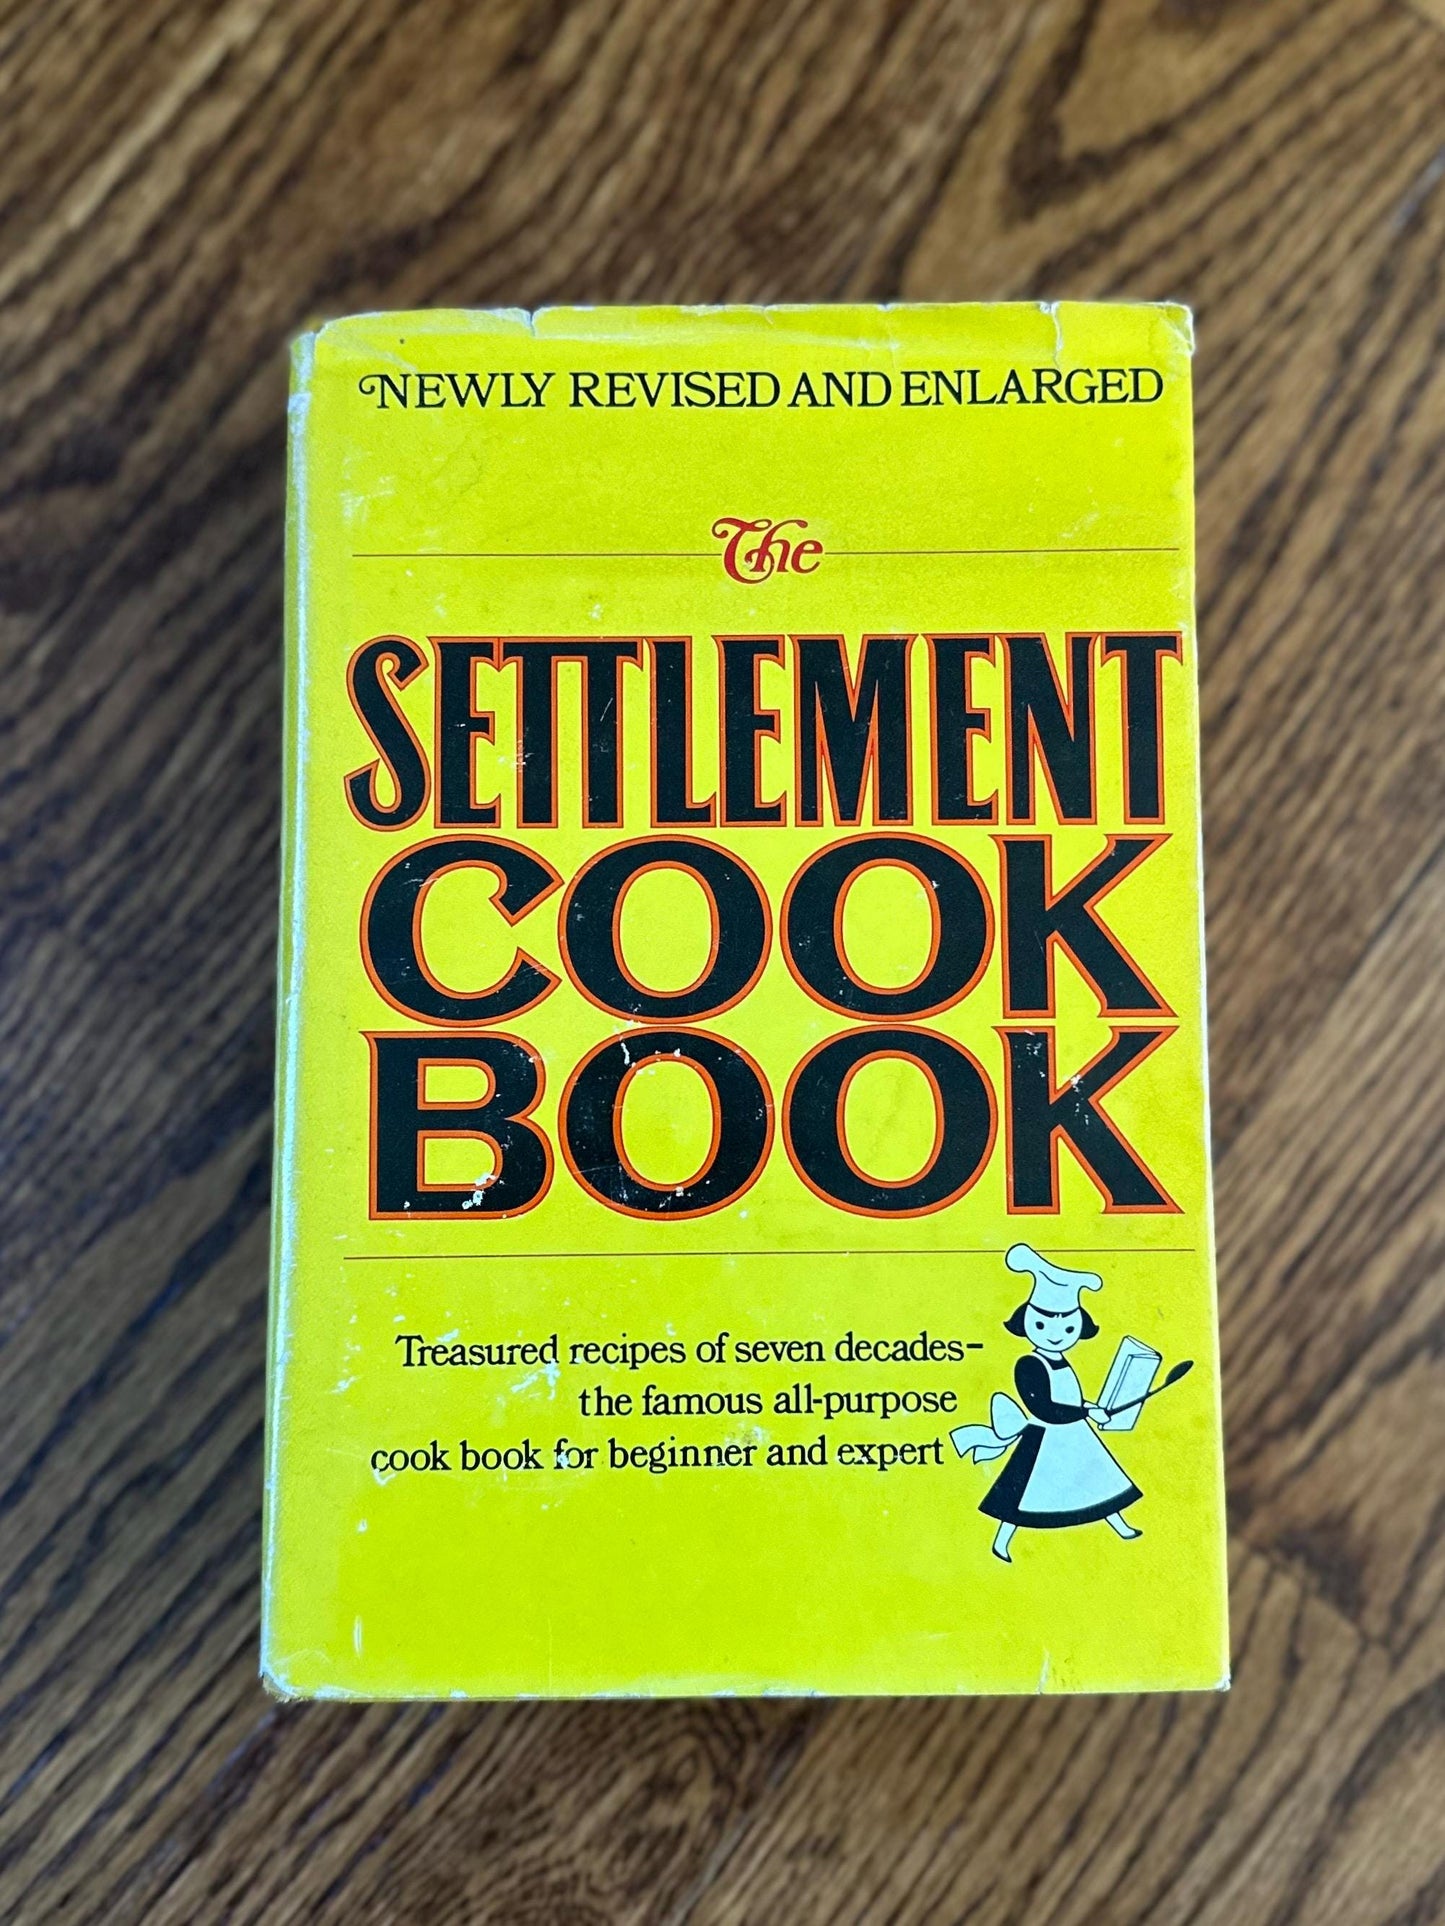 NEWLY REVISED AND ENLARGED
The
SETTLEMENT
COOK
BOOK
Treasured recipes of seven decades-
the famous all-purpose
cook book for beginner and expert